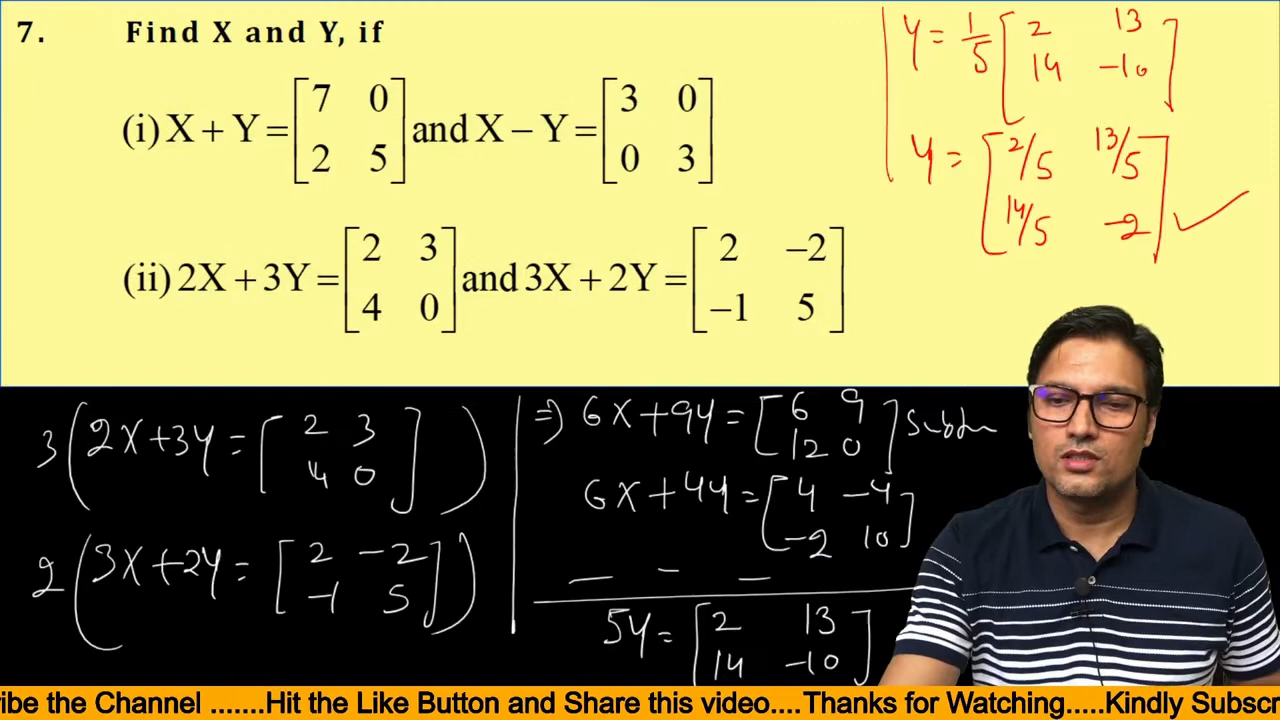 7. Find X and Y, if
(i) X + Y = [7 0 2 5] and X − Y = [3 0 0 3]
(ii) 2X + 3Y = [2 3 4 0] and 3X + 2Y = [2 −2 −1 5]
y = 1/5 [2 13 14 -10]
y = [2/5 13/5 14/5 -2] ✓
3(2X+3Y = [2 3 4 0])
2(3X+2Y = [2 -2 -1 5])
=) 6X+9Y = [6 9 12 0] Subtr
6X+4Y = [4 -4 -2 10]
— — —
5Y = [2 13 14 -10]
ribe the Channel .......Hit the Like Button and Share this video....Thanks for Watching.....Kindly Subscr